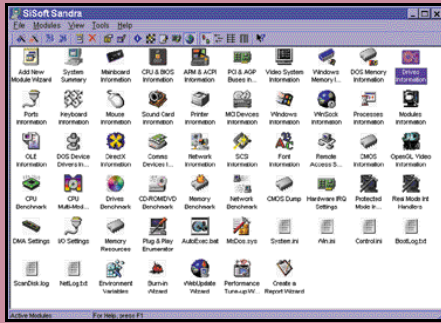 SiSoft Sandra
File Modules View Tools Help
Add New Module Wizard
System Summary
Mainboard Information
CPU & BIOS Information
APM & ACPI Information
PCI & AGP Buses In...
Video System Information
Windows Memory I...
DOS Memory Information
Drives Information
Ports Information
Keyboard Information
Mouse Information
Sound Card Information
Printer Information
MCI Devices Information
Windows Information
WinSock Information
Processes Information
Modules Information
OLE Information
DOS Device Drivers In...
DirectX Information
Comms Devices I...
Network Information
SCSI Information
Font Information
Remote Access S...
CMOS Information
OpenGL Video Information
CPU Benchmark
CPU Multi-Med...
Drives Benchmark
CD-ROM/DVD Benchmark
Memory Benchmark
Network Benchmark
CMOS Dump
Hardware IRQ Settings
Protected Mode In...
Real Mode Int Handlers
DMA Settings
I/O Settings
Memory Resources
Plug & Play Enumerator
AutoExec.bat
MsDos.sys
System.ini
Win.ini
Control.ini
BootLog.txt
ScanDisk.log
NetLog.txt
Environment Variables
Burn-in Wizard
WebUpdate Wizard
Performance Tune-up W...
Create a Report Wizard
Active Modules
For Help, press F1